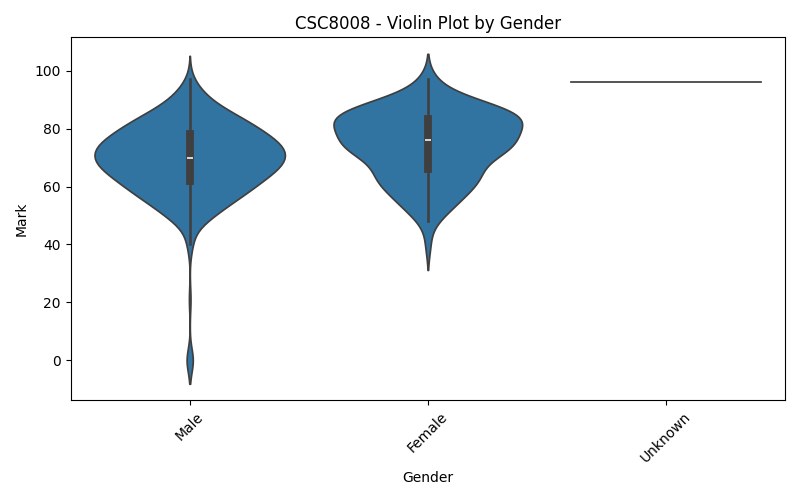 CSC8008 - Violin Plot by Gender
100
80
60
40
20
0
Mark
Male
Female
Unknown
Gender